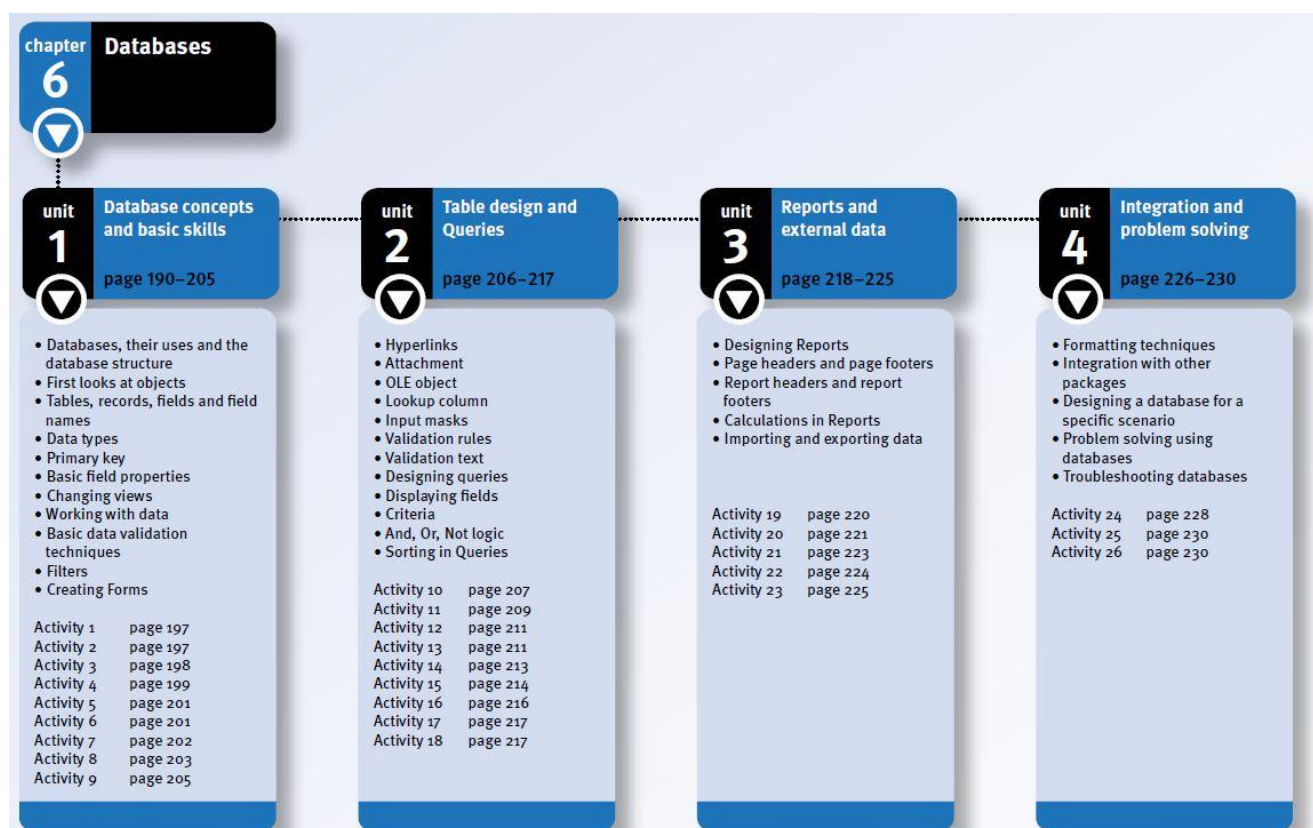 chapter
6
Databases
unit
1
Database concepts
and basic skills
page 190–205
• Databases, their uses and the
database structure
• First looks at objects
• Tables, records, fields and field
names
• Data types
• Primary key
• Basic field properties
• Changing views
• Working with data
• Basic data validation
techniques
• Filters
• Creating Forms
Activity 1 page 197
Activity 2 page 197
Activity 3 page 198
Activity 4 page 199
Activity 5 page 201
Activity 6 page 201
Activity 7 page 202
Activity 8 page 203
Activity 9 page 205
unit
2
Table design and
Queries
page 206–217
• Hyperlinks
• Attachment
• OLE object
• Lookup column
• Input masks
• Validation rules
• Validation text
• Designing queries
• Displaying fields
• Criteria
• And, Or, Not logic
• Sorting in Queries
Activity 10 page 207
Activity 11 page 209
Activity 12 page 211
Activity 13 page 211
Activity 14 page 213
Activity 15 page 214
Activity 16 page 216
Activity 17 page 217
Activity 18 page 217
unit
3
Reports and
external data
page 218–225
• Designing Reports
• Page headers and page footers
• Report headers and report
footers
• Calculations in Reports
• Importing and exporting data
Activity 19 page 220
Activity 20 page 221
Activity 21 page 223
Activity 22 page 224
Activity 23 page 225
unit
4
Integration and
problem solving
page 226–230
• Formatting techniques
• Integration with other
packages
• Designing a database for a
specific scenario
• Problem solving using
databases
• Troubleshooting databases
Activity 24 page 228
Activity 25 page 230
Activity 26 page 230